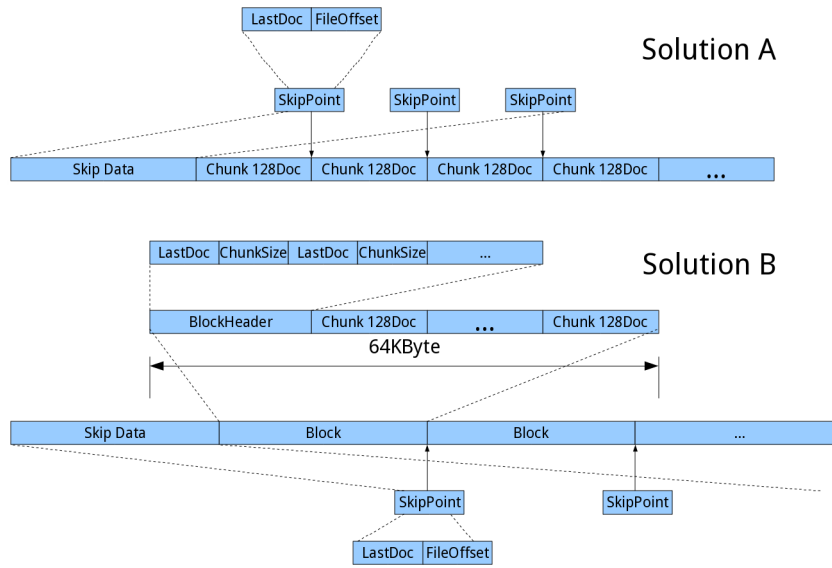 LastDoc FileOffset
Solution A
SkipPoint SkipPoint SkipPoint
Skip Data Chunk 128Doc Chunk 128Doc Chunk 128Doc Chunk 128Doc ...
LastDoc ChunkSize LastDoc ChunkSize ...
Solution B
BlockHeader Chunk 128Doc ... Chunk 128Doc
64KByte
Skip Data Block Block ...
SkipPoint SkipPoint
LastDoc FileOffset